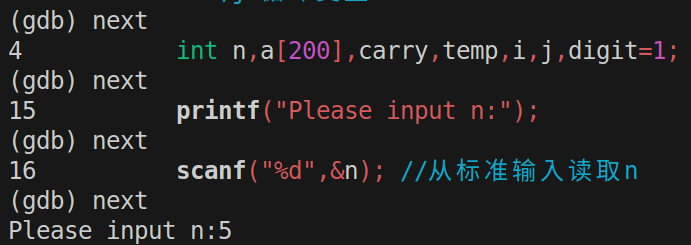 (gdb) next
4 int n,a[200],carry,temp,i,j,digit=1;
(gdb) next
15 printf("Please input n:");
(gdb) next
16 scanf("%d",&n); //从标准输入读取n
(gdb) next
Please input n:5